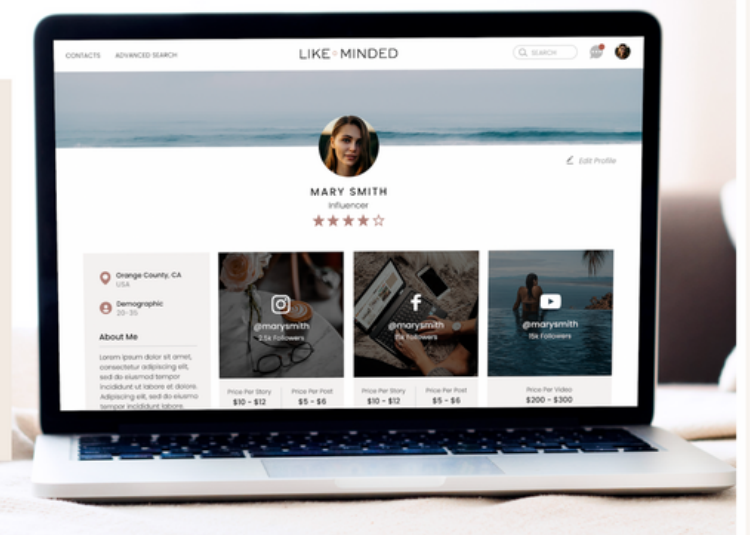 CONTACTS
ADVANCED SEARCH
LIKE MINDED
SEARCH
Edit Profile
MARY SMITH
Influencer
Orange County, CA
USA
Demographic
20-35
About Me
Lorem ipsum dolor sit amet,
consectetur adipiscing elit,
sed do eiusmod tempor
incididunt ut labore et dolore.
Adipiscing elit, sed do eiusmo
tempor incididunt labore
@marysmith
2.5k Followers
Price Per Story
$10 - $12
Price Per Post
$5 - $6
@marysmith
Followers
Price Per Story
$10 - $12
Price Per Post
$5 - $6
@marysmith
15k Followers
Price Per Video
$200 - $300